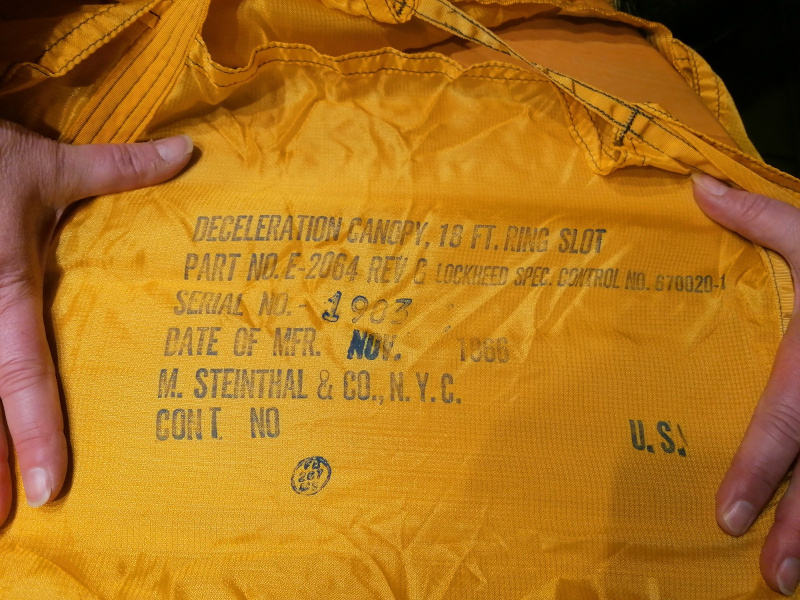 DECELERATION CANOPY, 18 FT. RING SLOT
PART NO. E-2064 REV C LOCKHEED SPEC. CONTROL NO. 670020-1
SERIAL NO.- 1903
DATE OF MFR. NOV. 1966
M. STEINTHAL & CO., N.Y.C.
CONT. NO
U.S.